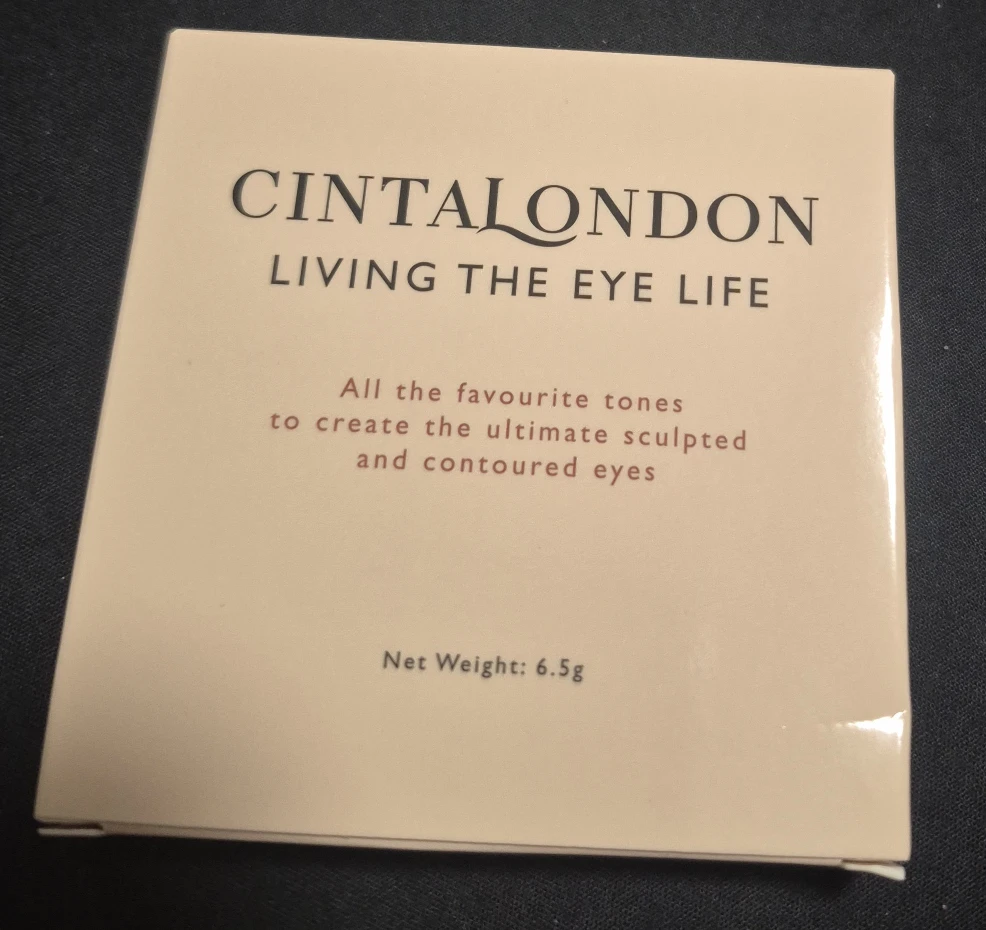 CINTALONDON
LIVING THE EYE LIFE
All the favourite tones
to create the ultimate sculpted
and contoured eyes
Net Weight: 6.5g